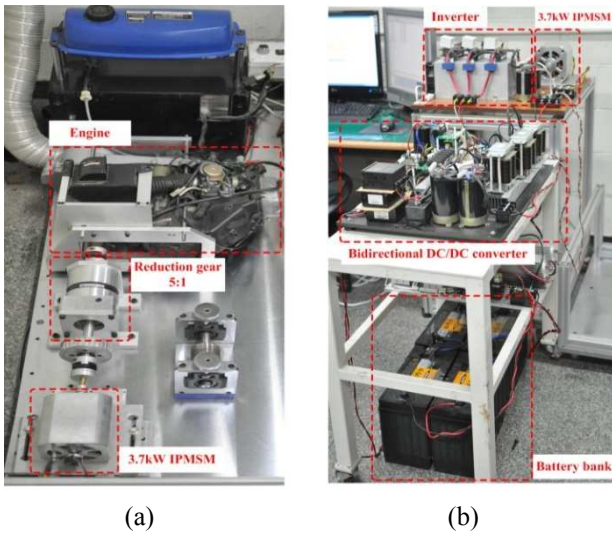 Engine
Reduction gear
5:1
3.7kW IPMSM
(a)
Inverter
3.7kW IPMSM
Bidirectional DC/DC converter
Battery bank
(b)